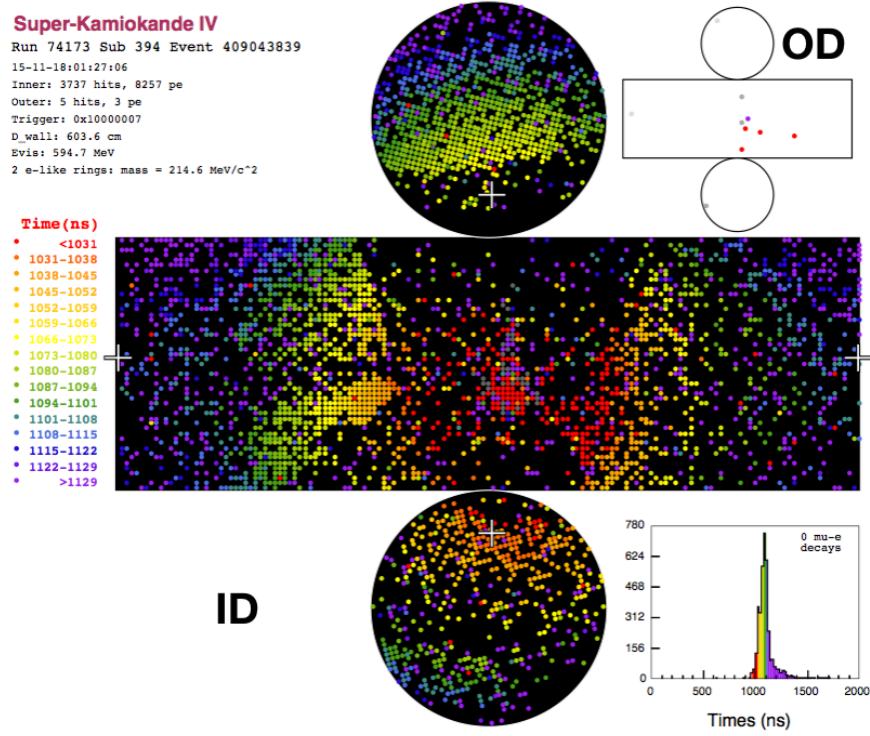 Super-Kamiokande IV
Run 74173 Sub 394 Event 409043839
15-11-18:01:27:06
Inner: 3737 hits, 8257 pe
Outer: 5 hits, 3 pe
Trigger: 0x10000007
D_wall: 603.6 cm
Evis: 594.7 MeV
2 e-like rings: mass = 214.6 MeV/c^2
OD
Time(ns)
<1031
1031-1038
1038-1045
1045-1052
1052-1059
1059-1066
1066-1073
1073-1080
1080-1087
1087-1094
1094-1101
1101-1108
1108-1115
1115-1122
1122-1129
>1129
ID
780
624
468
312
156
0
0 mu-e
decays
0 500 1000 1500 2000
Times (ns)